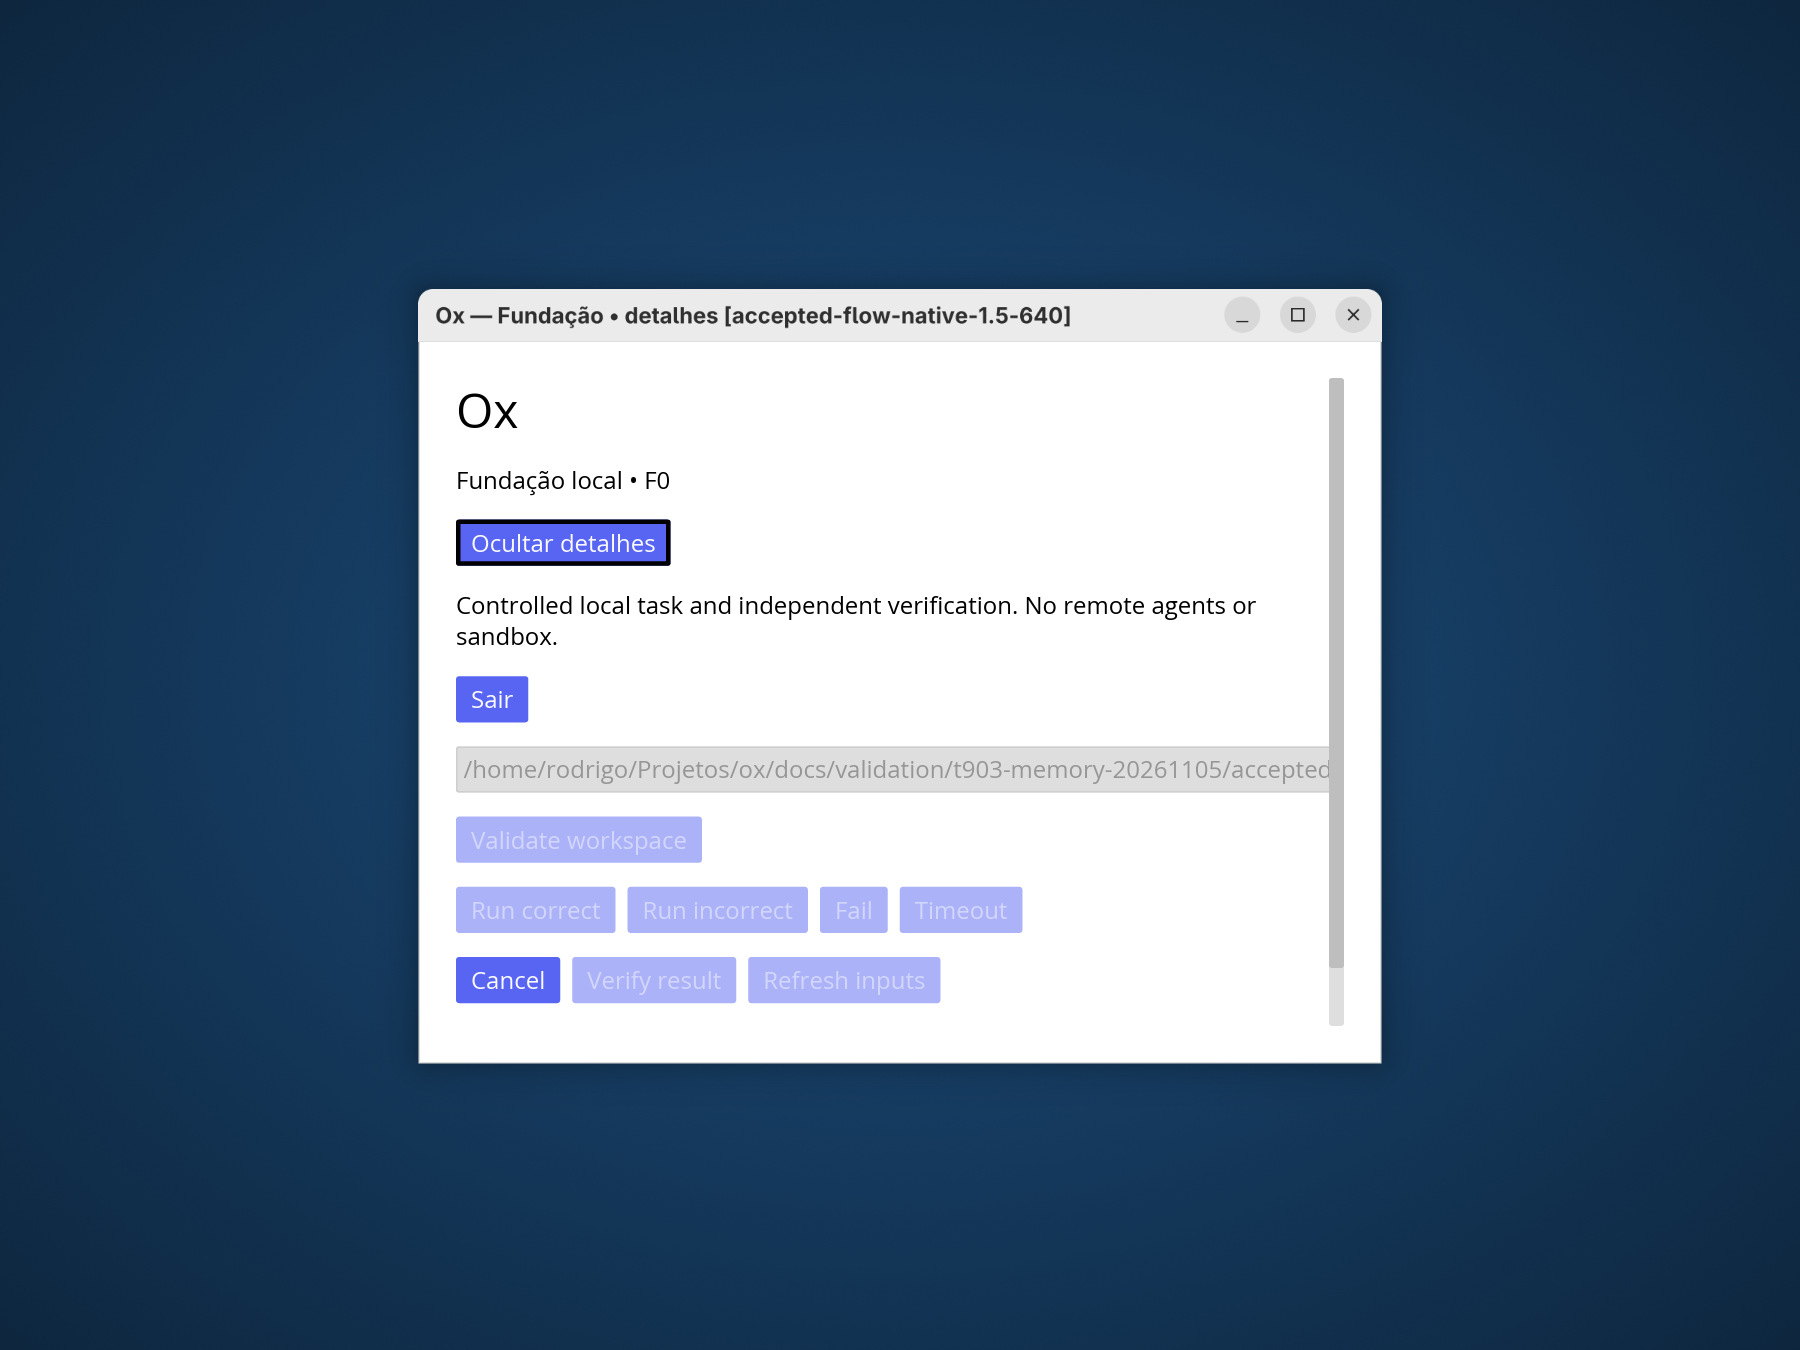 Ox — Fundação • detalhes [accepted-flow-native-1.5-640]
Ox
Fundação local • F0
Ocultar detalhes
Controlled local task and independent verification. No remote agents or
sandbox.
Sair
/home/rodrigo/Projetos/ox/docs/validation/t903-memory-20261105/accepted
Validate workspace
Run correct Run incorrect Fail Timeout
Cancel Verify result Refresh inputs